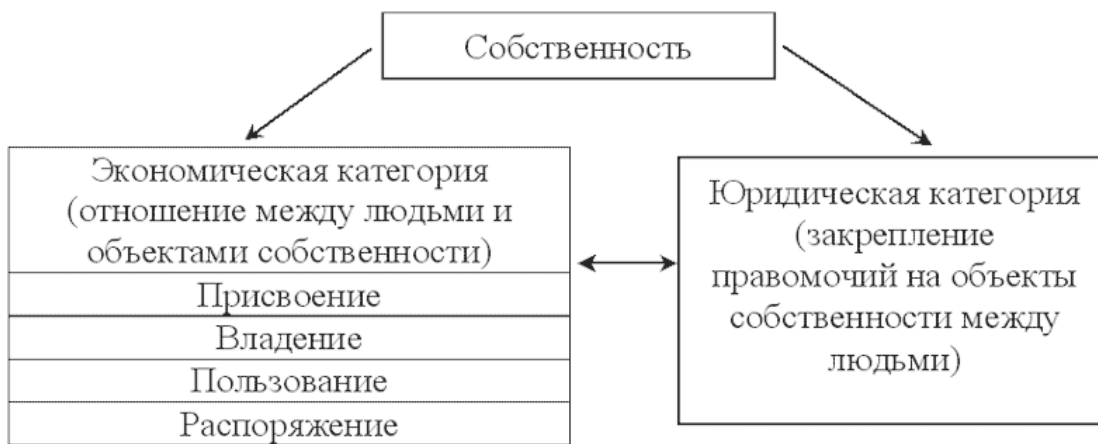 Собственность
Экономическая категория
(отношение между людьми и
объектами собственности)
Присвоение
Владение
Пользование
Распоряжение
Юридическая категория
(закрепление
правомочий на объекты
собственности между
людьми)